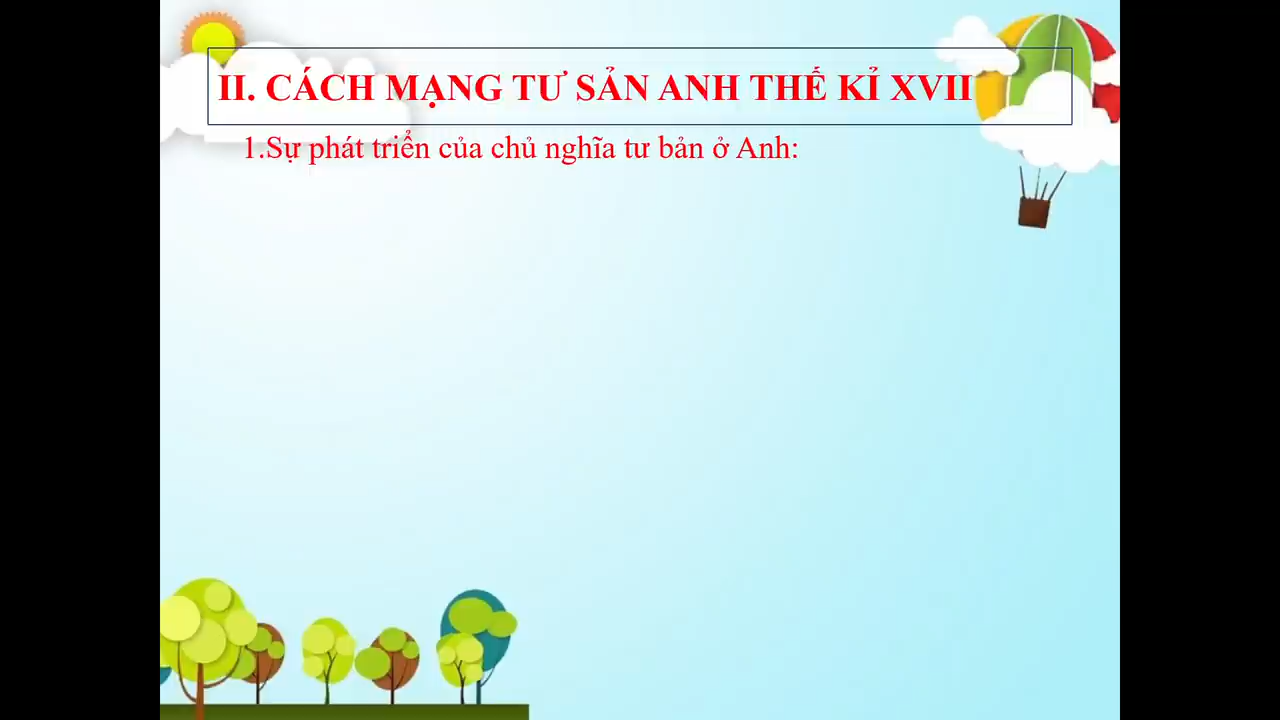 II. CÁCH MẠNG TƯ SẢN ANH THẾ KỈ XVII
1.Sự phát triển của chủ nghĩa tư bản ở Anh: